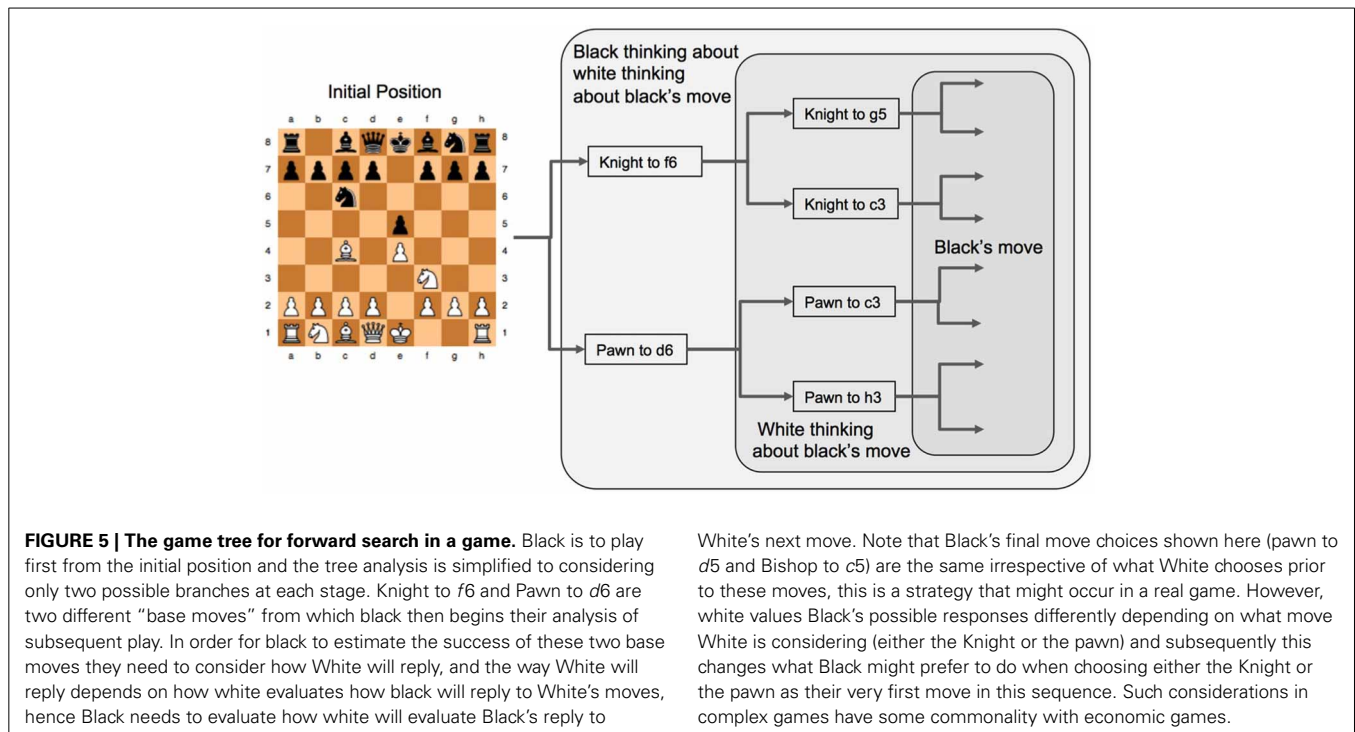 Black thinking about
white thinking
about black's move
Initial Position
a b c d e f g h
8 8
7 7
6 6
5 5
4 4
3 3
2 2
1 1
a b c d e f g h
Knight to f6
Pawn to d6
Knight to g5
Knight to c3
Pawn to c3
Pawn to h3
Black's move
White thinking
about black's move
FIGURE 5 | The game tree for forward search in a game. Black is to play
first from the initial position and the tree analysis is simplified to considering
only two possible branches at each stage. Knight to f6 and Pawn to d6 are
two different “base moves” from which black then begins their analysis of
subsequent play. In order for black to estimate the success of these two base
moves they need to consider how White will reply, and the way White will
reply depends on how white evaluates how black will reply to White's moves,
hence Black needs to evaluate how white will evaluate Black's reply to
White's next move. Note that Black's final move choices shown here (pawn to
d5 and Bishop to c5) are the same irrespective of what White chooses prior
to these moves, this is a strategy that might occur in a real game. However,
white values Black's possible responses differently depending on what move
White is considering (either the Knight or the pawn) and subsequently this
changes what Black might prefer to do when choosing either the Knight or
the pawn as their very first move in this sequence. Such considerations in
complex games have some commonality with economic games.